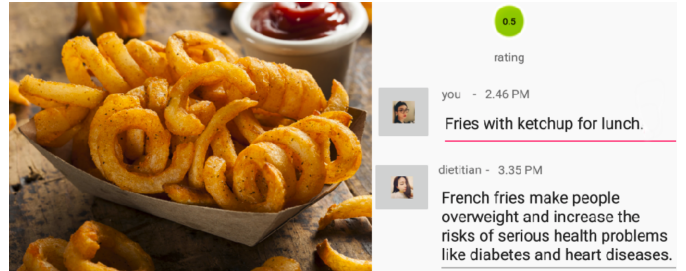 0.5
rating
you - 2.46 PM
Fries with ketchup for lunch.
dietitian - 3.35 PM
French fries make people
overweight and increase the
risks of serious health problems
like diabetes and heart diseases.